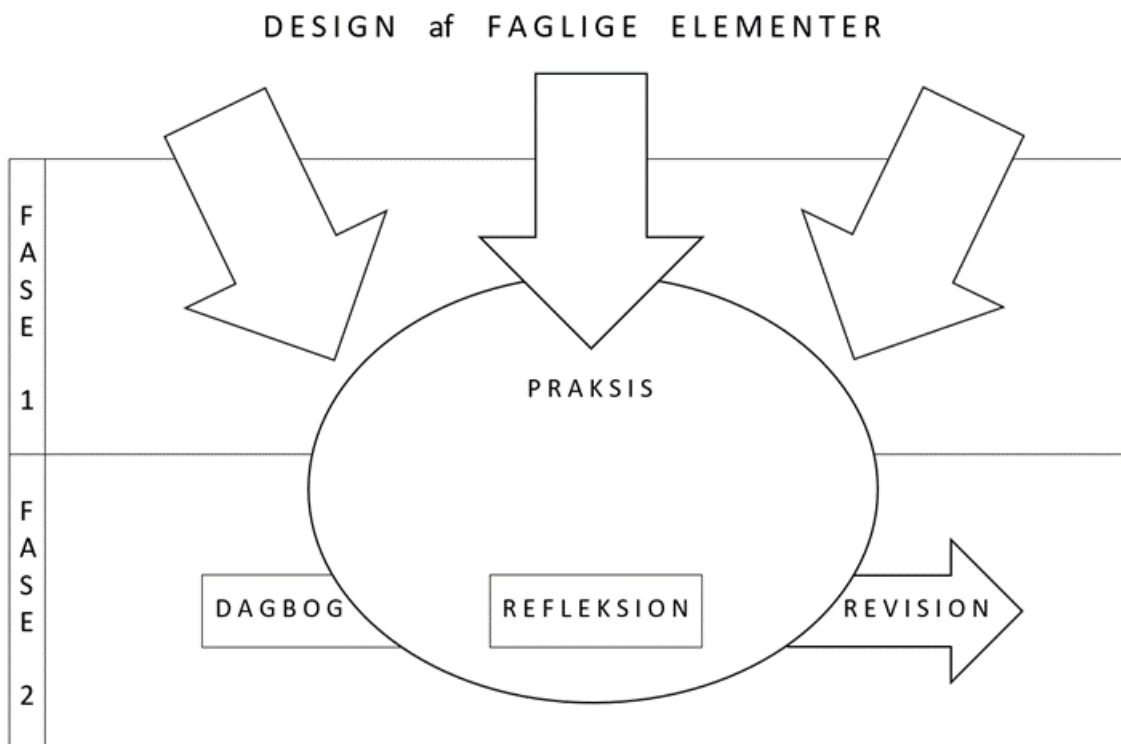 DESIGN af FAGLIGE ELEMENTER
FASE 1
PRAKSIS
FASE 2
DAGBOG
REFLEKSION
REVISION